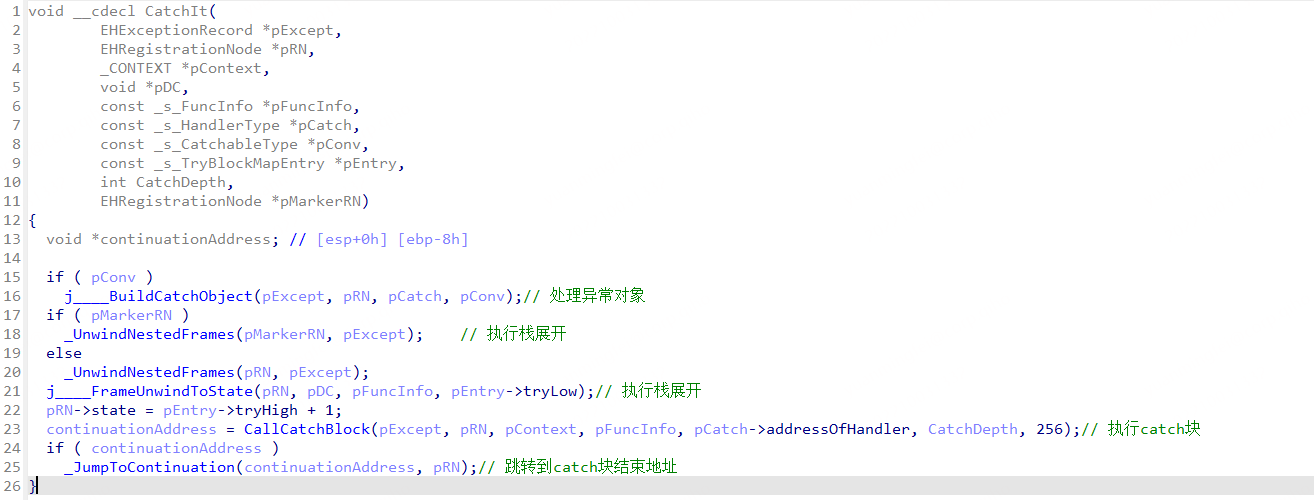 1 void __cdecl CatchIt(
2         EHExceptionRecord *pExcept,
3         EHRegistrationNode *pRN,
4         _CONTEXT *pContext,
5         void *pDC,
6         const _s_FuncInfo *pFuncInfo,
7         const _s_HandlerType *pCatch,
8         const _s_CatchableType *pConv,
9         const _s_TryBlockMapEntry *pEntry,
10         int CatchDepth,
11         EHRegistrationNode *pMarkerRN)
12 {
13   void *continuationAddress; // [esp+0h] [ebp-8h]
14
15   if ( pConv )
16     j____BuildCatchObject(pExcept, pRN, pCatch, pConv);// 处理异常对象
17   if ( pMarkerRN )
18     _UnwindNestedFrames(pMarkerRN, pExcept);    // 执行栈展开
19   else
20     _UnwindNestedFrames(pRN, pExcept);
21   j____FrameUnwindToState(pRN, pDC, pFuncInfo, pEntry->tryLow);// 执行栈展开
22   pRN->state = pEntry->tryHigh + 1;
23   continuationAddress = CallCatchBlock(pExcept, pRN, pContext, pFuncInfo, pCatch->addressOfHandler, CatchDepth, 256);// 执行catch块
24   if ( continuationAddress )
25     _JumpToContinuation(continuationAddress, pRN);// 跳转到catch块结束地址
26 }